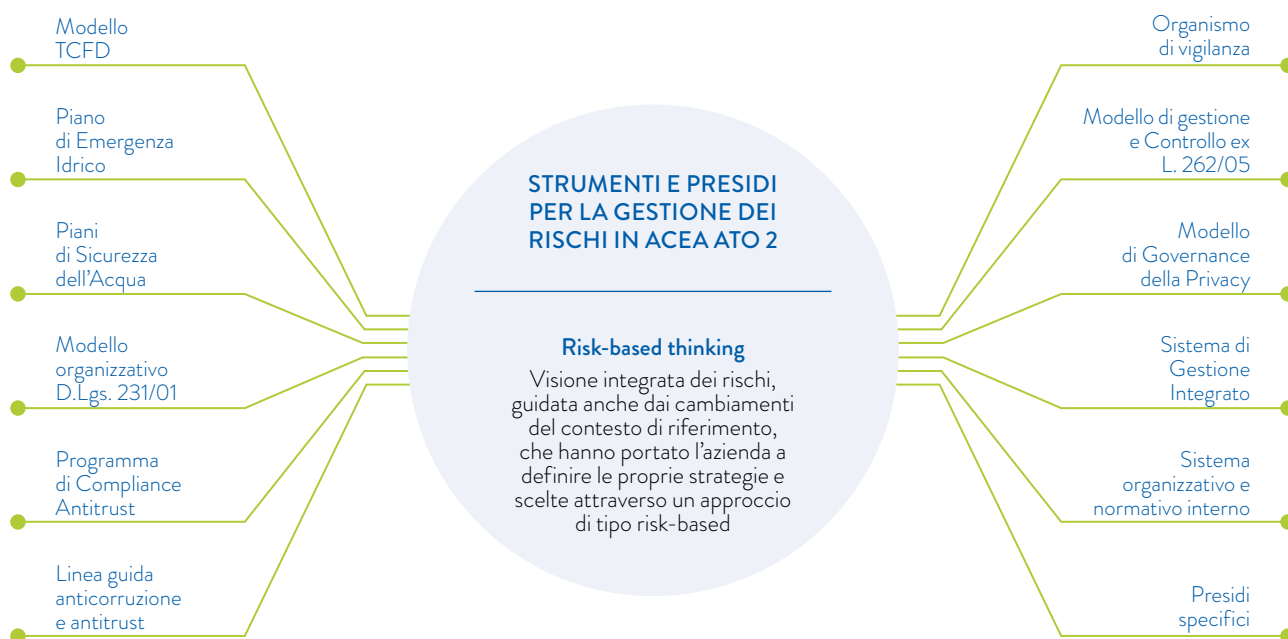 Modello
TCFD
Piano
di Emergenza
Idrico
Piani
di Sicurezza
dell'Acqua
Modello
organizzativo
D.Lgs. 231/01
Programma
di Compliance
Antitrust
Linea guida
anticorruzione
e antitrust
STRUMENTI E PRESIDI
PER LA GESTIONE DEI
RISCHI IN ACEA ATO 2
Risk-based thinking
Visione integrata dei rischi,
guidata anche dai cambiamenti
del contesto di riferimento,
che hanno portato l'azienda a
definire le proprie strategie e
scelte attraverso un approccio
di tipo risk-based
Organismo
di vigilanza
Modello di gestione
e Controllo ex
L. 262/05
Modello
di Governance
della Privacy
Sistema di
Gestione
Integrato
Sistema
organizzativo e
normativo interno
Presidi
specifici